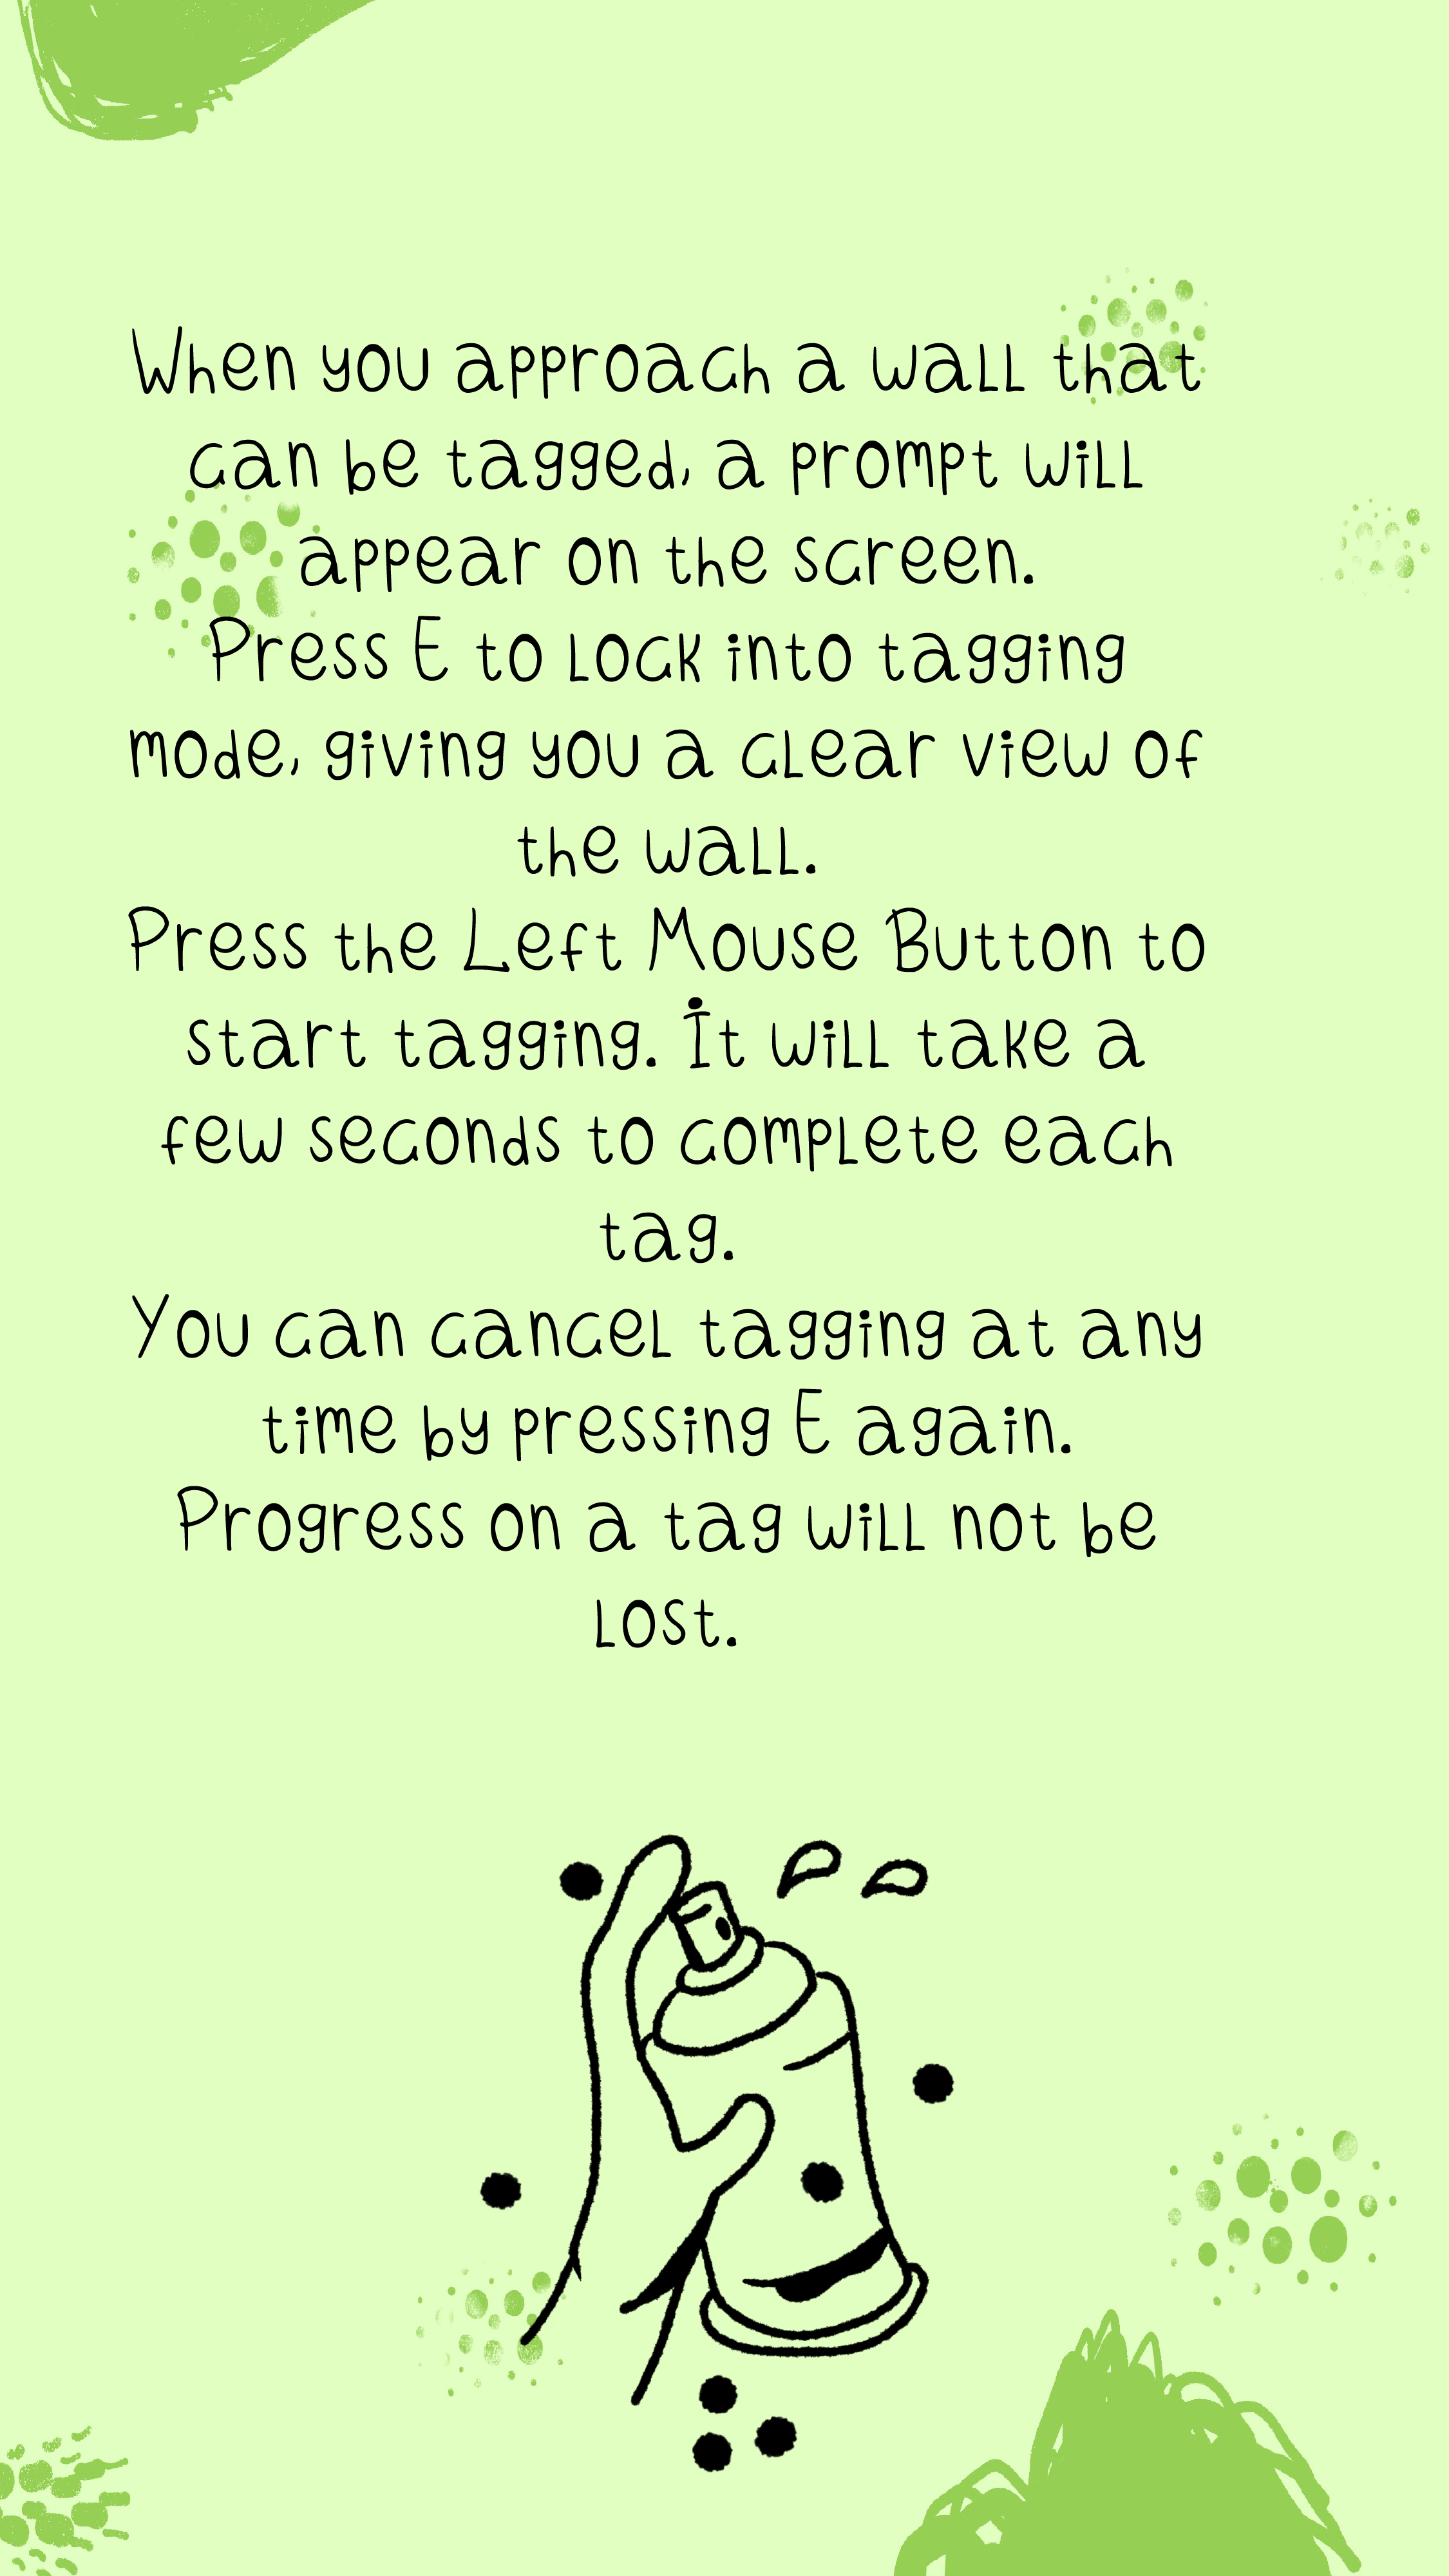 When you approach a wall that
can be tagged, a prompt will
appear on the screen.
Press E to lock into tagging
mode, giving you a clear view of
the wall.
Press the Left Mouse Button to
start tagging. It will take a
few seconds to complete each
tag.
You can cancel tagging at any
time by pressing E again.
Progress on a tag will not be
lost.